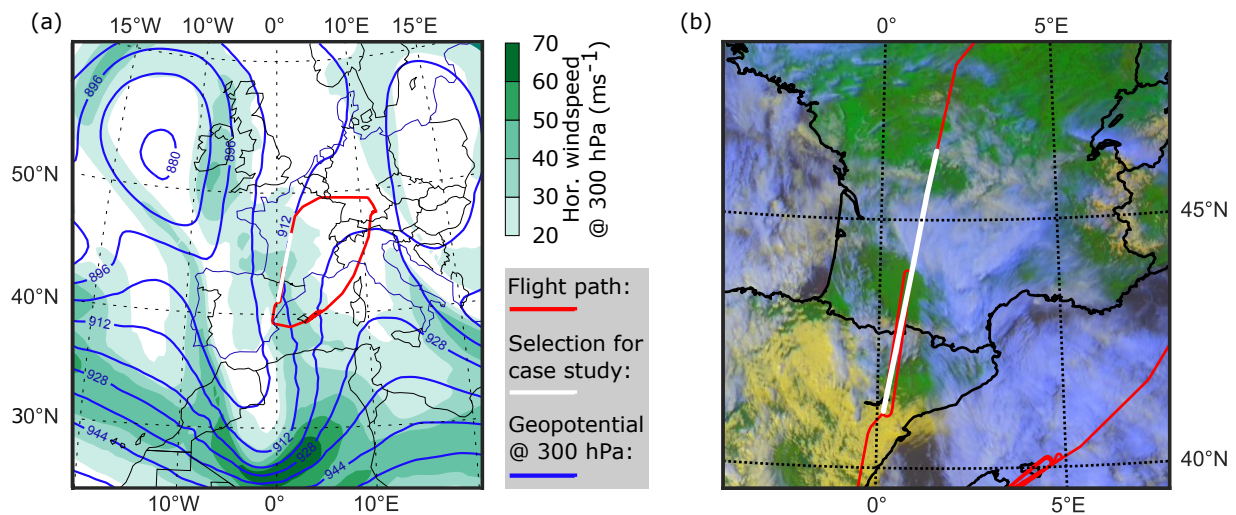 (a)
15°W 10°W 0° 10°E 15°E
50°N
40°N
30°N
10°W 0° 10°E
896
880
896
912
896
912
928
944
912
928
944
928
70
60
50
40
30
20
Hor. windspeed
@ 300 hPa (ms⁻¹)
Flight path:
Selection for
case study:
Geopotential
@ 300 hPa:
(b)
0° 5°E
45°N
40°N
0° 5°E